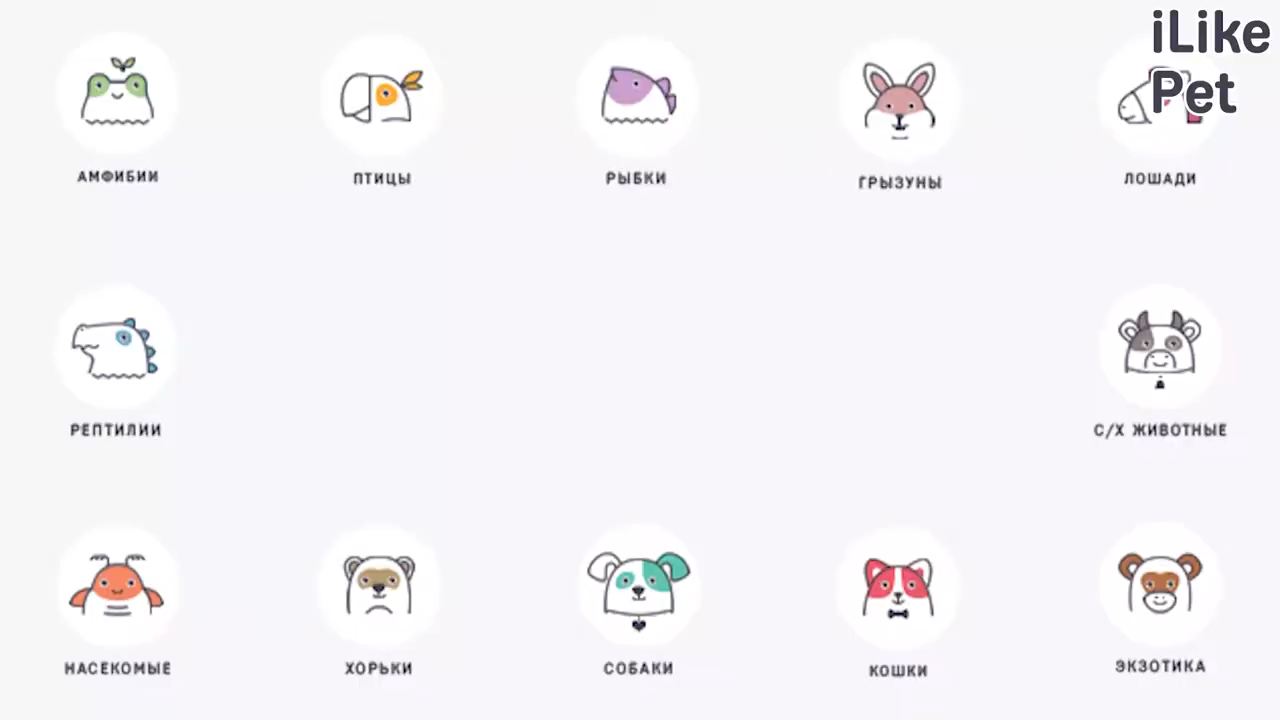 iLike
Pet
АМФИБИИ
ПТИЦЫ
РЫБКИ
ГРЫЗУНЫ
ЛОШАДИ
РЕПТИЛИИ
С/Х ЖИВОТНЫЕ
НАСЕКОМЫЕ
ХОРЬКИ
СОБАКИ
КОШКИ
ЭКЗОТИКА